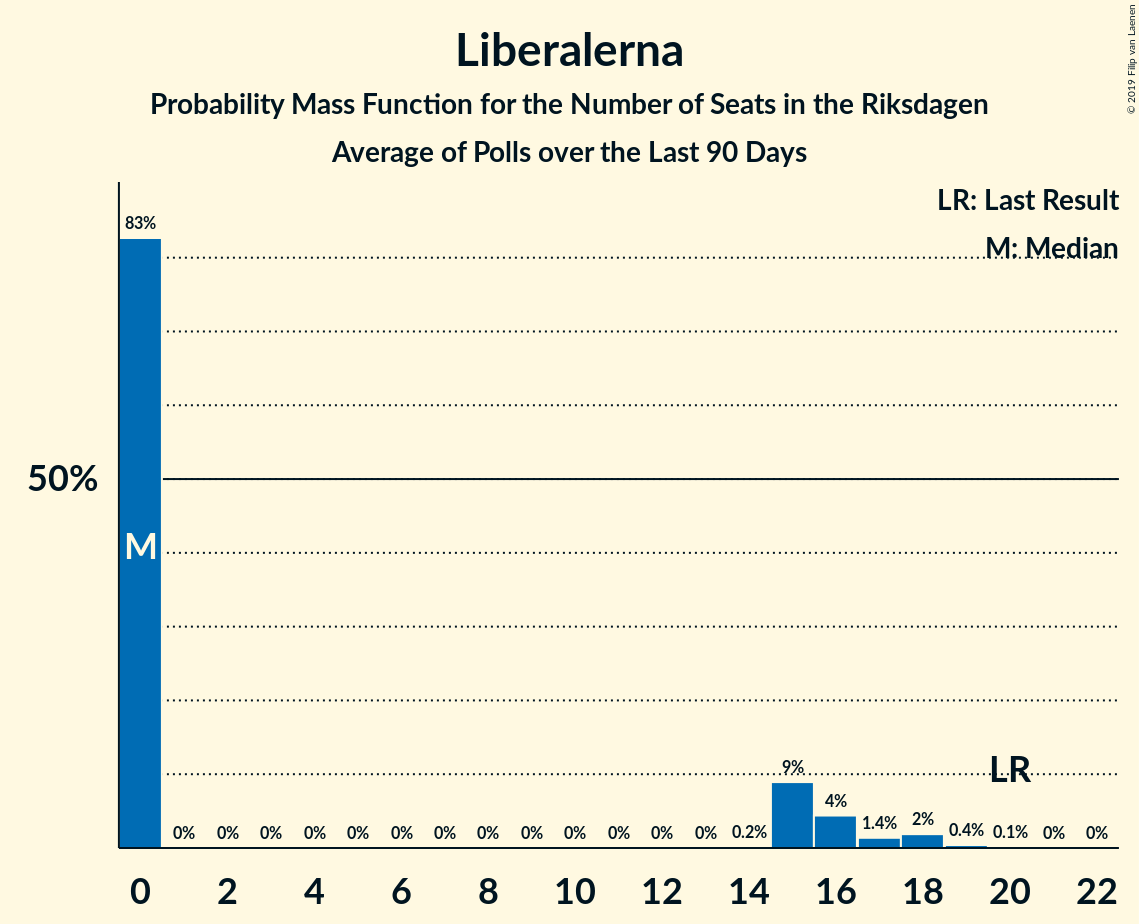 © 2019 Filip van Laenen
Liberalerna
Probability Mass Function for the Number of Seats in the Riksdagen
Average of Polls over the Last 90 Days
LR: Last Result
M: Median
83%
50%
M
LR
9%
4%
1.4%
2%
0.4%
0% 0% 0% 0% 0% 0% 0% 0% 0% 0% 0% 0% 0% 0.2% 0.1% 0% 0%
0 2 4 6 8 10 12 14 16 18 20 22